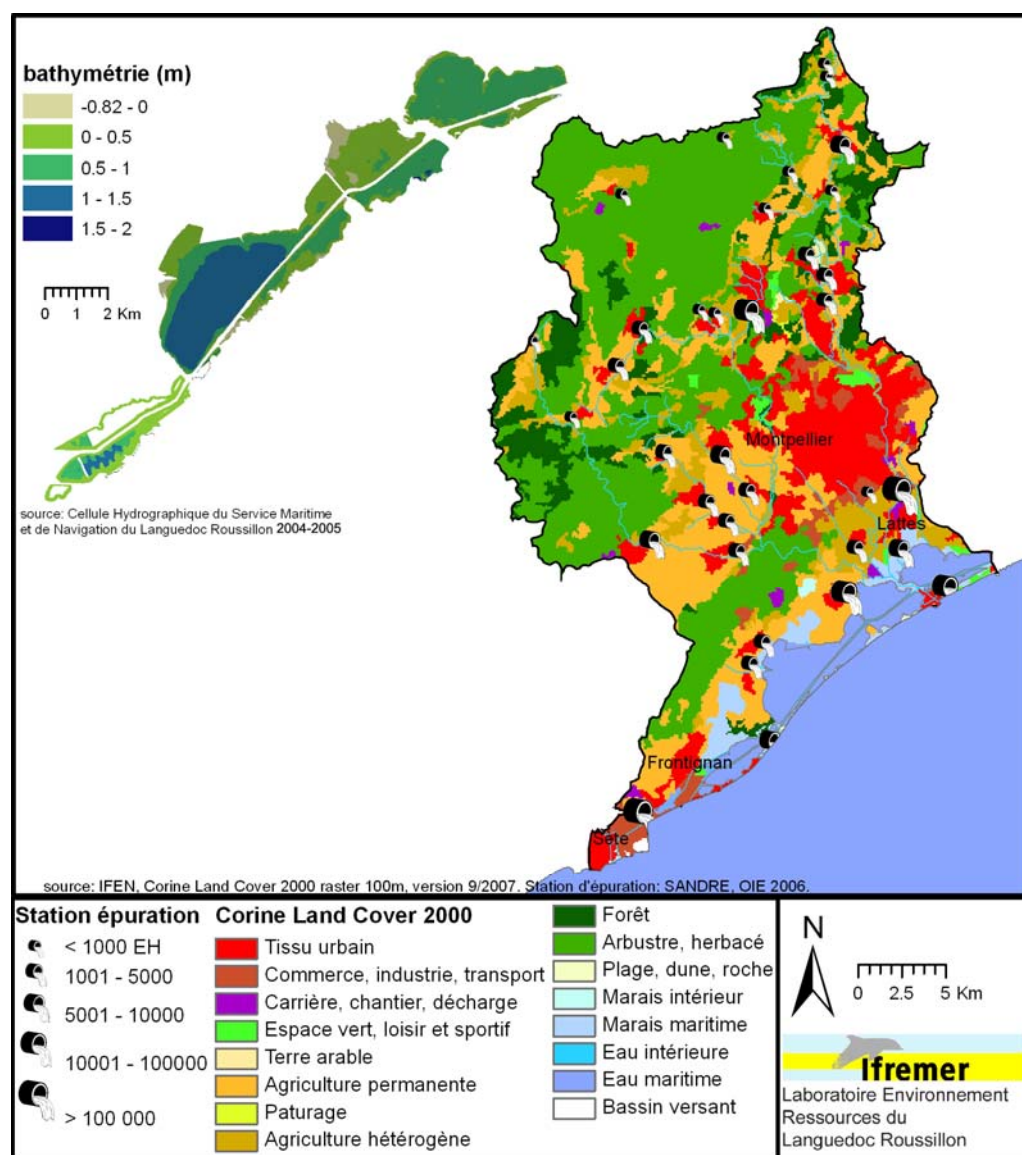 bathymétrie (m)
-0.82 - 0
0 - 0.5
0.5 - 1
1 - 1.5
1.5 - 2
0 1 2 Km
source: Cellule Hydrographique du Service Maritime
et de Navigation du Languedoc Roussillon 2004-2005
Montpellier
Lattes
Frontignan
Sète
source: IFEN, Corine Land Cover 2000 raster 100m, version 9/2007. Station d'épuration: SANDRE, OIE 2006.
Station épuration
< 1000 EH
1001 - 5000
5001 - 10000
10001 - 100000
> 100 000
Corine Land Cover 2000
Tissu urbain
Commerce, industrie, transport
Carrière, chantier, décharge
Espace vert, loisir et sportif
Terre arable
Agriculture permanente
Paturage
Agriculture hétérogène
Forêt
Arbustre, herbacé
Plage, dune, roche
Marais intérieur
Marais maritime
Eau intérieure
Eau maritime
Bassin versant
N
0 2.5 5 Km
Ifremer
Laboratoire Environnement
Ressources du
Languedoc Roussillon